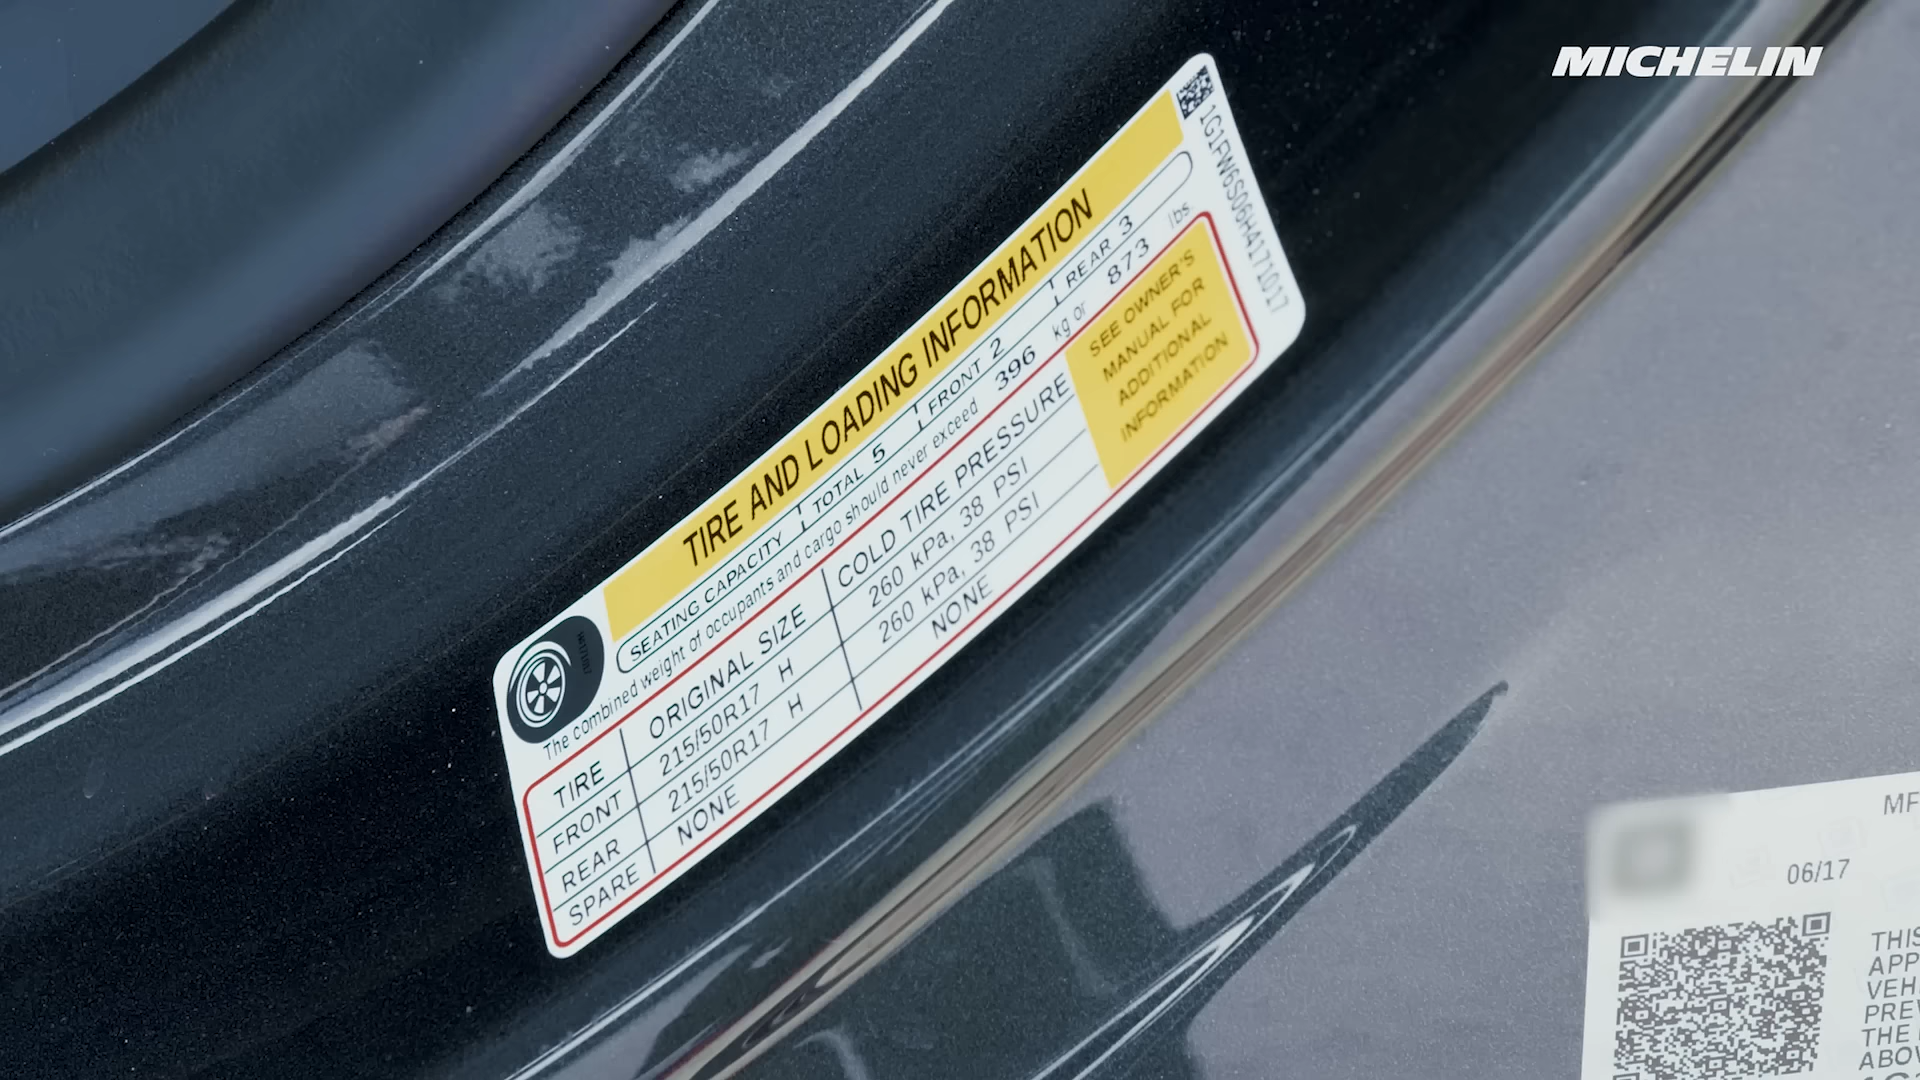 MICHELIN
1G1FW6S06H4171017
TIRE AND LOADING INFORMATION
SEATING CAPACITY TOTAL 5 FRONT 2 REAR 3
The combined weight of occupants and cargo should never exceed 396 kg or 873 lbs.
TIRE ORIGINAL SIZE COLD TIRE PRESSURE
FRONT 215/50R17 H 260 kPa, 38 PSI
REAR 215/50R17 H 260 kPa, 38 PSI
SPARE NONE NONE
SEE OWNER'S
MANUAL FOR
ADDITIONAL
INFORMATION
MF
06/17
THIS
APP
VEH
PREV
THE
ABOV